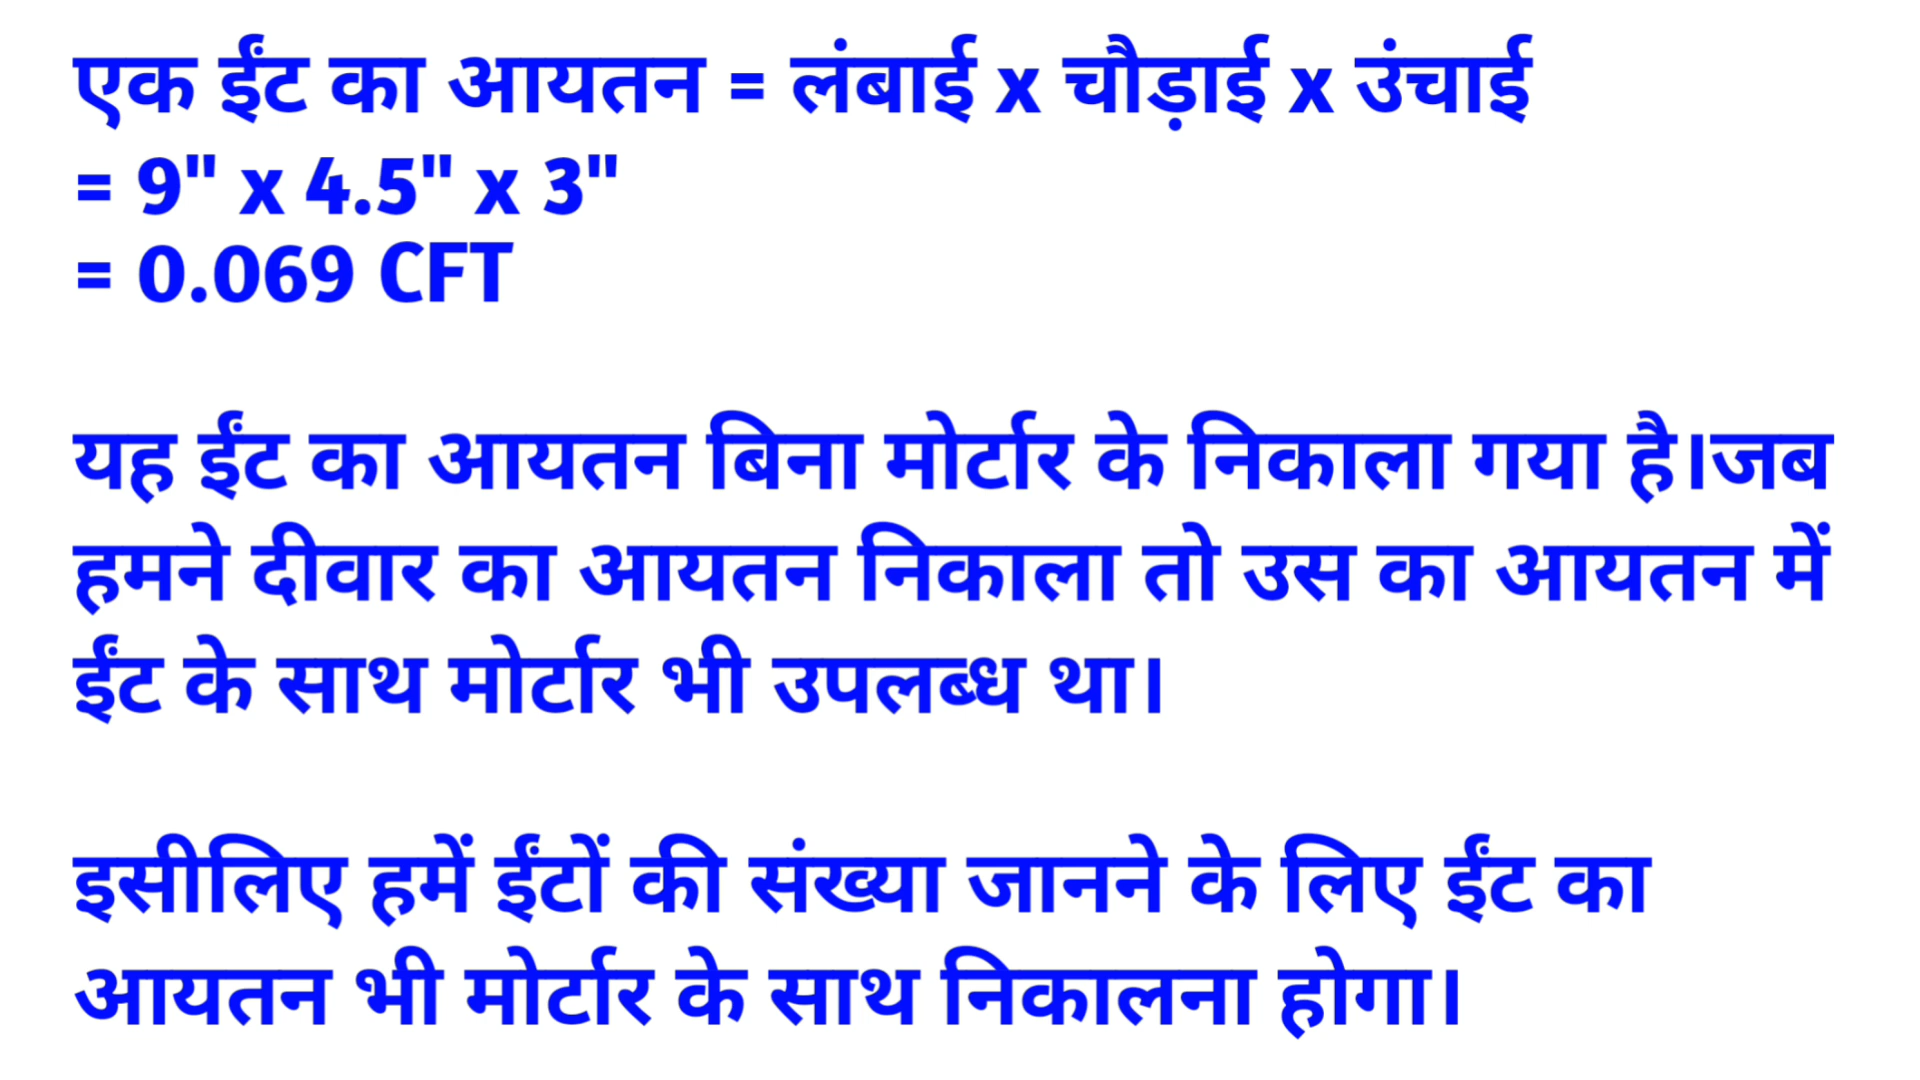 एक ईंट का आयतन = लंबाई x चौड़ाई x उंचाई
= 9" x 4.5" x 3"
= 0.069 CFT
यह ईंट का आयतन बिना मोर्टार के निकाला गया है।जब
हमने दीवार का आयतन निकाला तो उस का आयतन में
ईंट के साथ मोर्टार भी उपलब्ध था।
इसीलिए हमें ईंटों की संख्या जानने के लिए ईंट का
आयतन भी मोर्टार के साथ निकालना होगा।